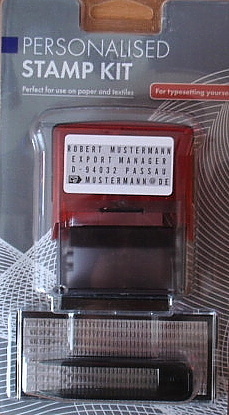 PERSONALISED
STAMP KIT
Perfect for use on paper and textiles
For typesetting yourse
ROBERT MUSTERMANN
EXPORT MANAGER
D-94032 PASSAU
MUSTERMANN@DE